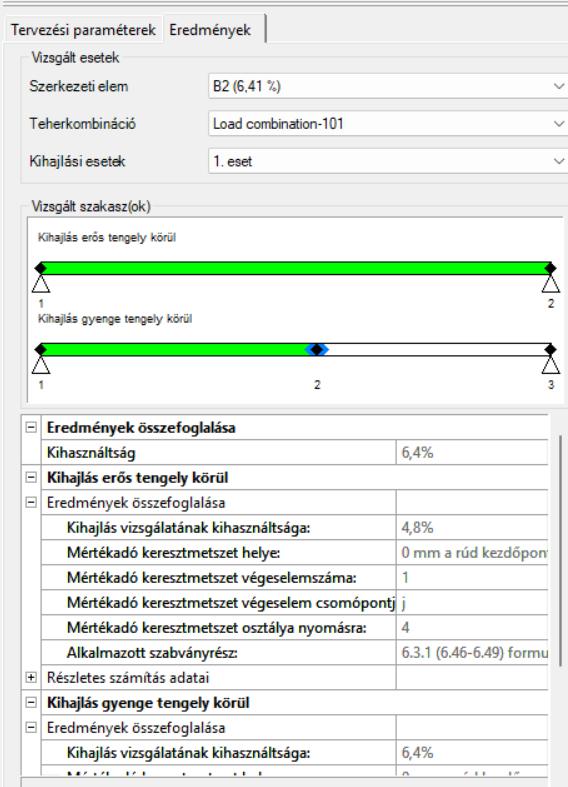 Tervezési paraméterek Eredmények
Vizsgált esetek
Szerkezeti elem B2 (6,41 %)
Teherkombináció Load combination-101
Kihajlási esetek 1. eset
Vizsgált szakasz(ok)
Kihajlás erős tengely körül
1 2
Kihajlás gyenge tengely körül
1 2 3
Eredmények összefoglalása
Kihasználtság 6,4%
Kihajlás erős tengely körül
Eredmények összefoglalása
Kihajlás vizsgálatának kihasználtsága: 4,8%
Mértékadó keresztmetszet helye: 0 mm a rúd kezdőpon
Mértékadó keresztmetszet végeselemszáma: 1
Mértékadó keresztmetszet végeselem csomópontj j
Mértékadó keresztmetszet osztálya nyomásra: 4
Alkalmazott szabványrész: 6.3.1 (6.46-6.49) formu
Részletes számítás adatai
Kihajlás gyenge tengely körül
Eredmények összefoglalása
Kihajlás vizsgálatának kihasználtsága: 6,4%